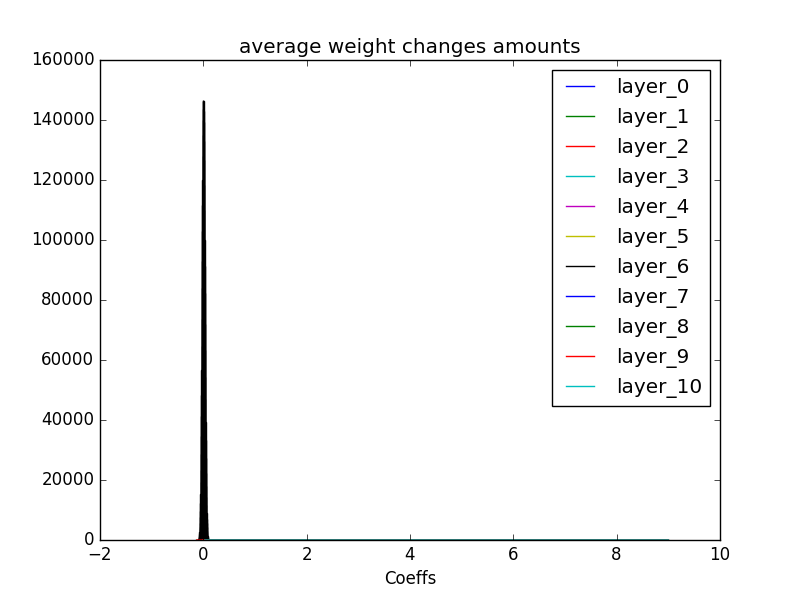 average weight changes amounts
160000
140000
120000
100000
80000
60000
40000
20000
0
−2
0
2
4
6
8
10
Coeffs
layer_0
layer_1
layer_2
layer_3
layer_4
layer_5
layer_6
layer_7
layer_8
layer_9
layer_10